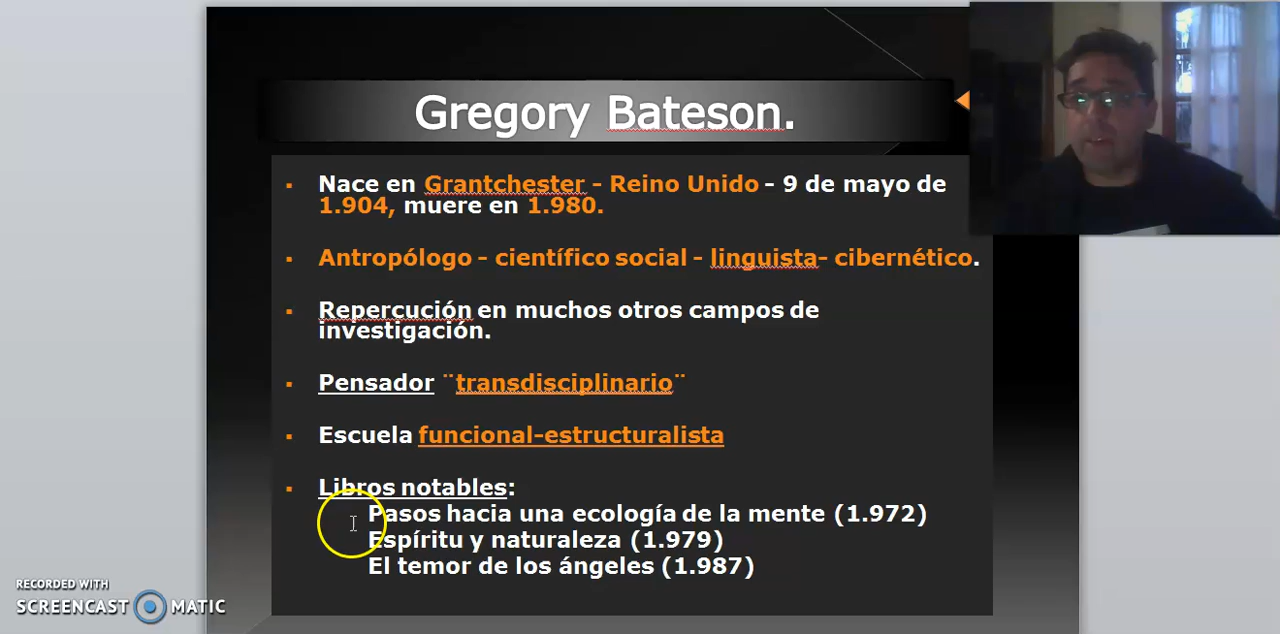 Gregory Bateson.
Nace en Grantchester - Reino Unido - 9 de mayo de
1.904, muere en 1.980.
Antropólogo - científico social - linguista- cibernético.
Repercución en muchos otros campos de
investigación.
Pensador ¨transdisciplinario¨
Escuela funcional-estructuralista
Libros notables:
Pasos hacia una ecología de la mente (1.972)
Espíritu y naturaleza (1.979)
El temor de los ángeles (1.987)
RECORDED WITH
SCREENCAST MATIC